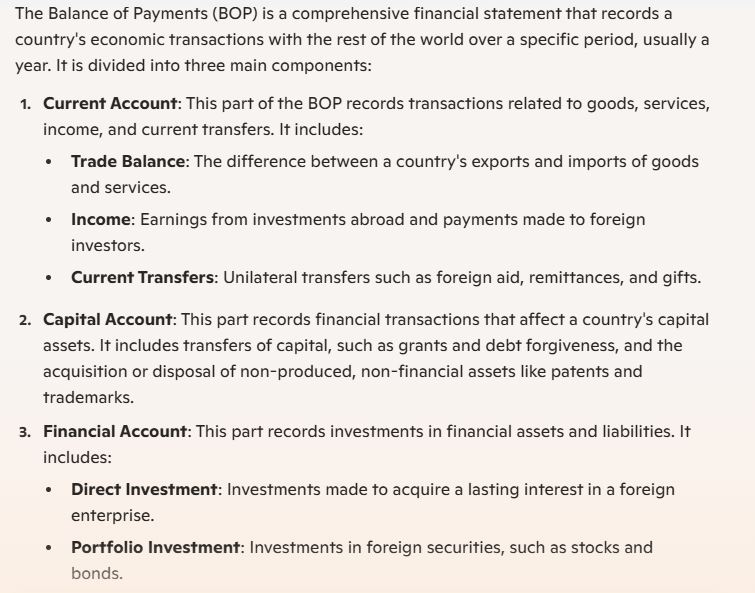 The Balance of Payments (BOP) is a comprehensive financial statement that records a
country's economic transactions with the rest of the world over a specific period, usually a
year. It is divided into three main components:
1. Current Account: This part of the BOP records transactions related to goods, services,
income, and current transfers. It includes:
• Trade Balance: The difference between a country's exports and imports of goods
and services.
• Income: Earnings from investments abroad and payments made to foreign
investors.
• Current Transfers: Unilateral transfers such as foreign aid, remittances, and gifts.
2. Capital Account: This part records financial transactions that affect a country's capital
assets. It includes transfers of capital, such as grants and debt forgiveness, and the
acquisition or disposal of non-produced, non-financial assets like patents and
trademarks.
3. Financial Account: This part records investments in financial assets and liabilities. It
includes:
• Direct Investment: Investments made to acquire a lasting interest in a foreign
enterprise.
• Portfolio Investment: Investments in foreign securities, such as stocks and
bonds.